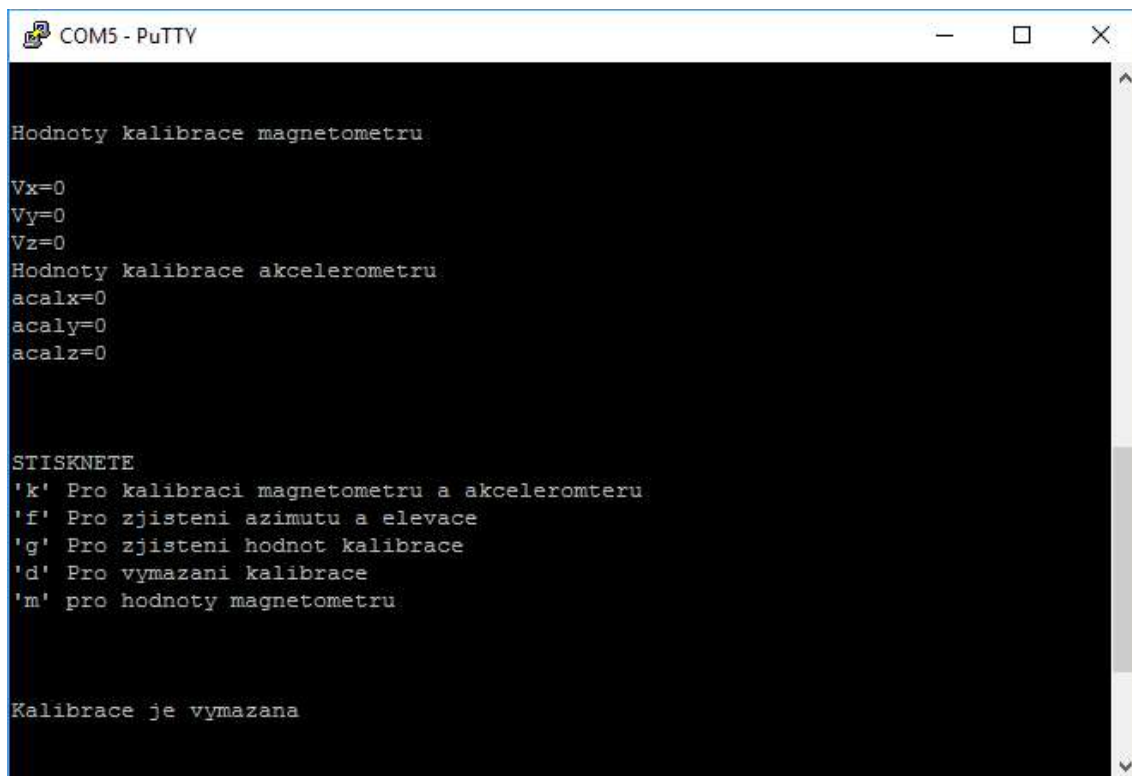 COM5 - PuTTY
Hodnoty kalibrace magnetometru
Vx=0
Vy=0
Vz=0
Hodnoty kalibrace akcelerometru
acalx=0
acaly=0
acalz=0
STISKNETE
'k' Pro kalibraci magnetometru a akceleromteru
'f' Pro zjisteni azimutu a elevace
'g' Pro zjisteni hodnot kalibrace
'd' Pro vymazani kalibrace
'm' pro hodnoty magnetometru
Kalibrace je vymazana